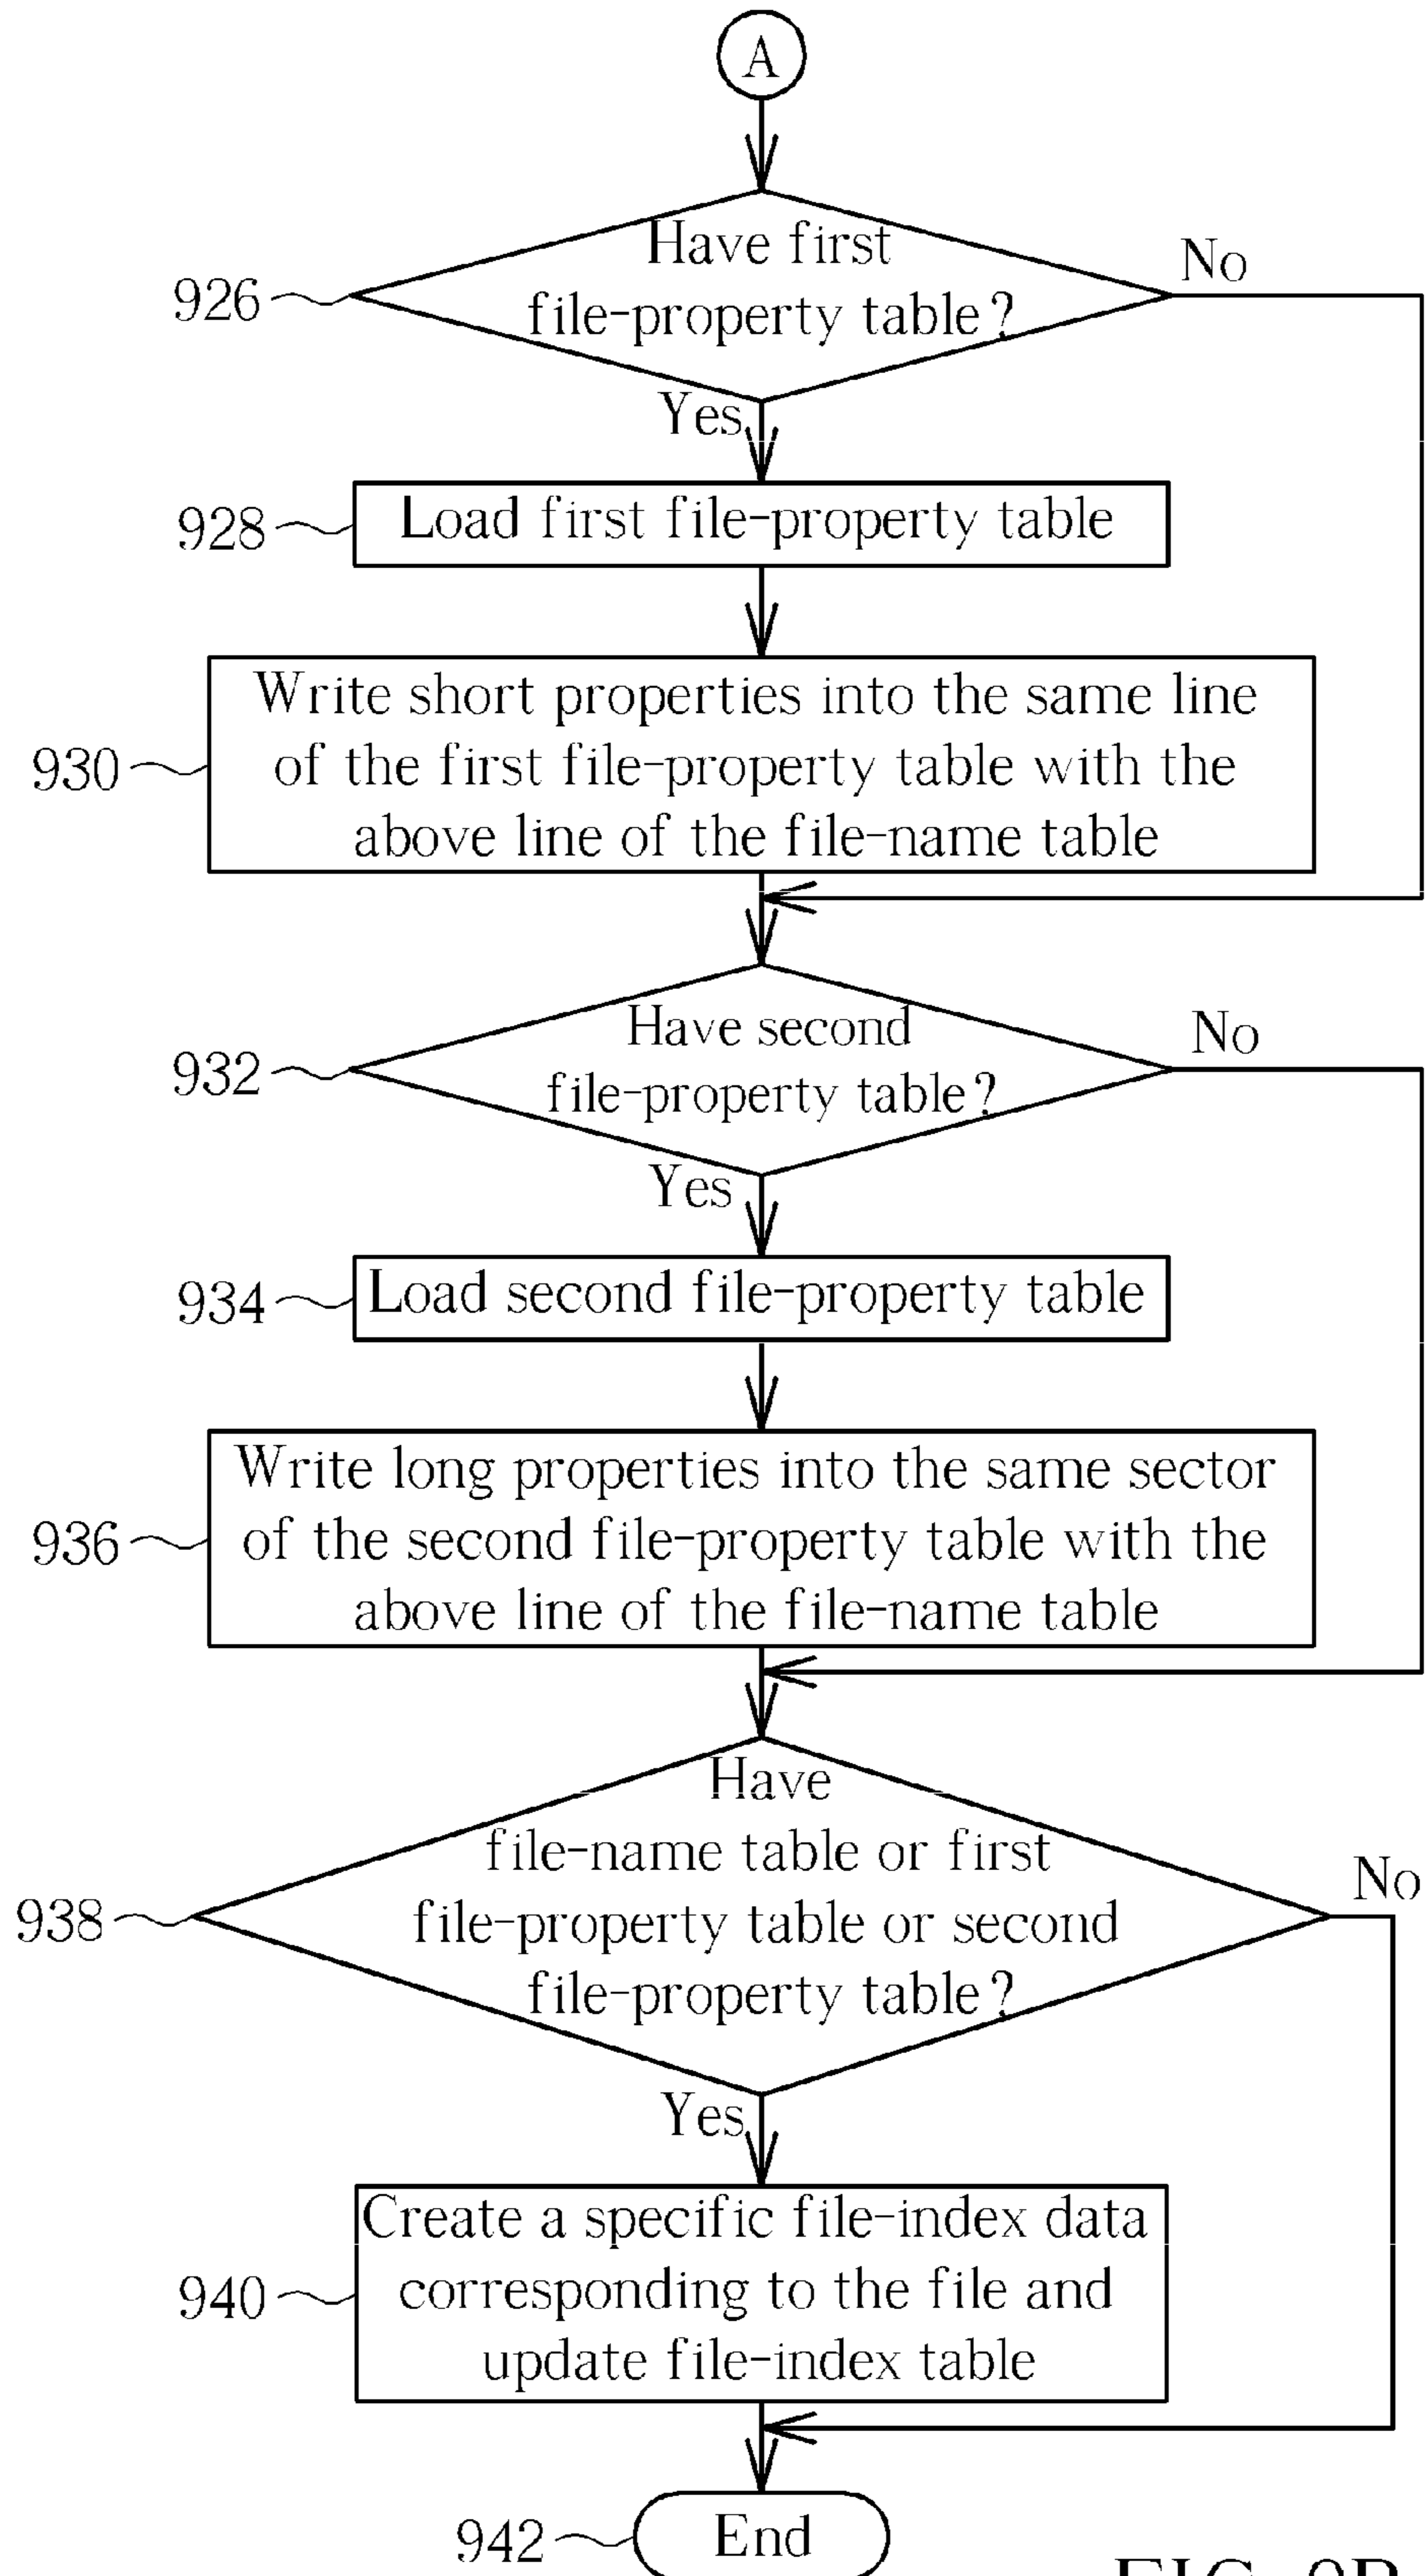 A
Have first
file-property table?
No
926
Yes
Load first file-property table
928
Write short properties into the same line
of the first file-property table with the
above line of the file-name table
930
Have second
file-property table?
No
932
Yes
Load second file-property table
934
Write long properties into the same sector
of the second file-property table with the
above line of the file-name table
936
Have
file-name table or first
file-property table or second
file-property table?
No
938
Yes
Create a specific file-index data
corresponding to the file and
update file-index table
940
End
942